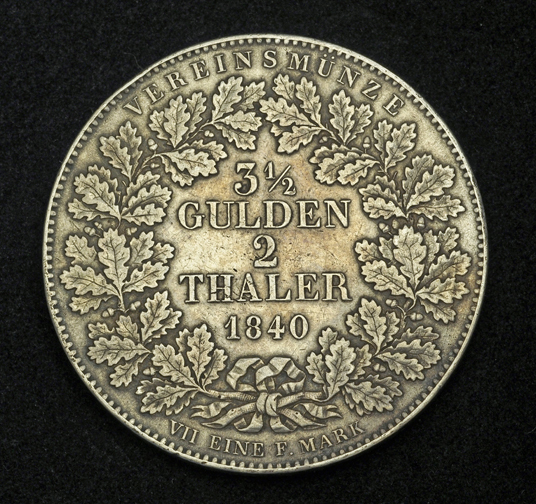 VEREINSMÜNZE
3½
GULDEN
2
THALER
1840
VII EINE F. MARK